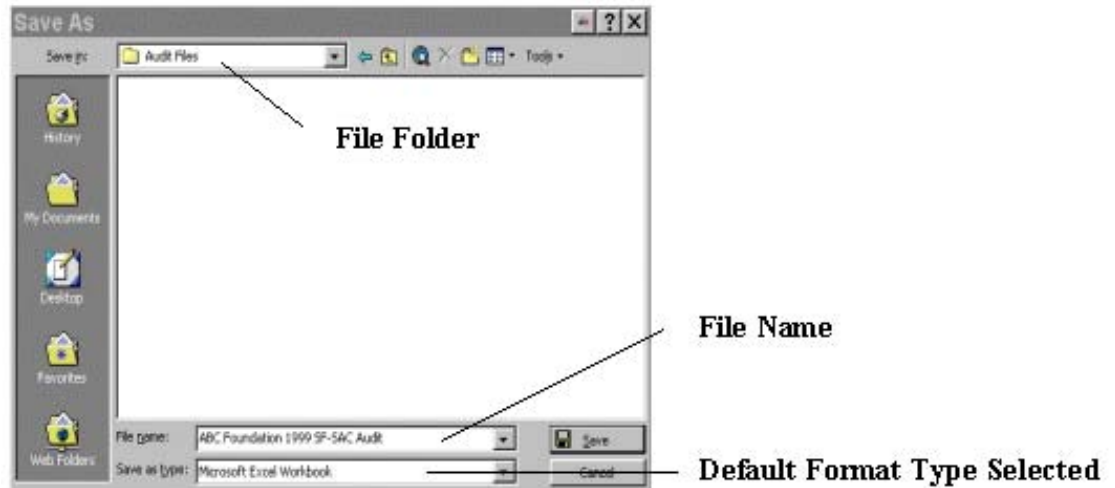 Save As
Save in: Audit Files Tools
History
File Folder
My Documents
Desktop
File Name
Favorites
File name: ABC Foundation 1999 SF-SAC Audit Save
Web Folders
Save as type: Microsoft Excel Workbook Cancel
Default Format Type Selected